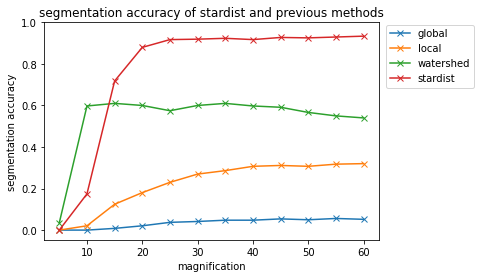 segmentation accuracy of stardist and previous methods
1.0
0.8
0.6
0.4
0.2
0.0
segmentation accuracy
10 20 30 40 50 60
magnification
global
local
watershed
stardist